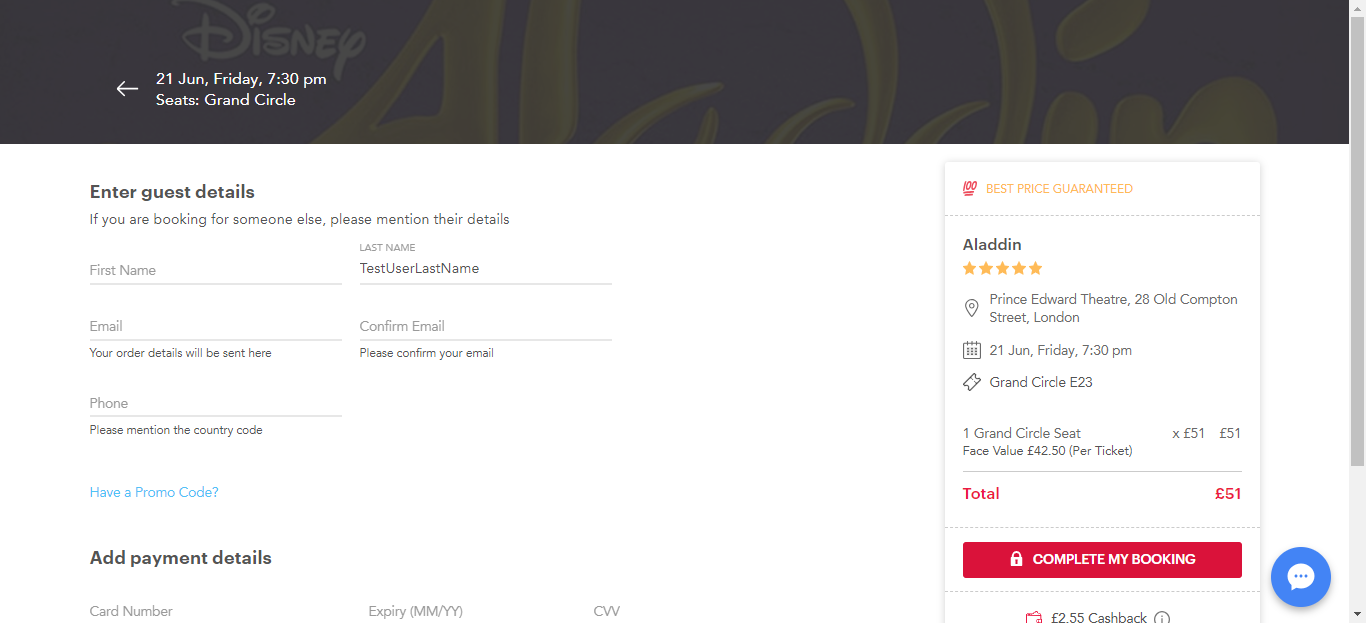 Disney
Aladdin
21 Jun, Friday, 7:30 pm
Seats: Grand Circle
Enter guest details
If you are booking for someone else, please mention their details
First Name
LAST NAME
TestUserLastName
Email
Confirm Email
Your order details will be sent here
Please confirm your email
Phone
Please mention the country code
Have a Promo Code?
Add payment details
Card Number
Expiry (MM/YY)
CVV
100
BEST PRICE GUARANTEED
Aladdin
Prince Edward Theatre, 28 Old Compton
Street, London
21 Jun, Friday, 7:30 pm
Grand Circle E23
1 Grand Circle Seat x £51 £51
Face Value £42.50 (Per Ticket)
Total £51
COMPLETE MY BOOKING
£2.55 Cashback